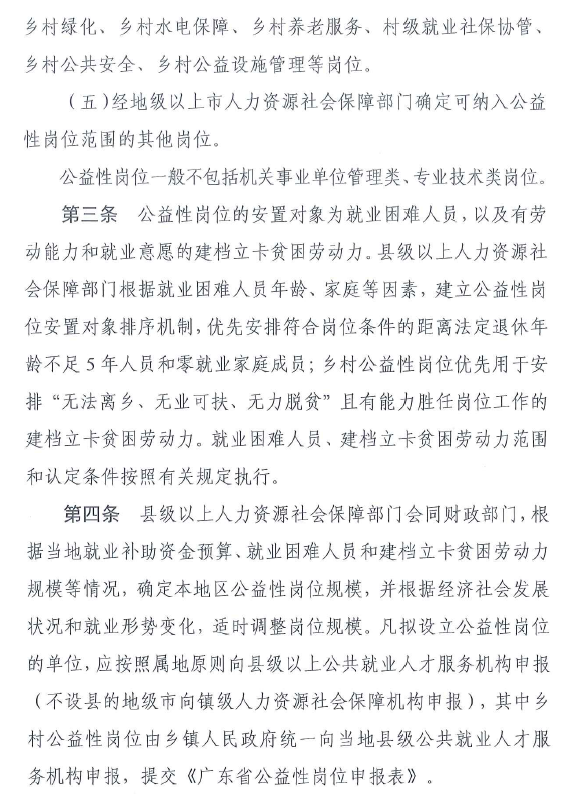 乡村绿化、乡村水电保障、乡村养老服务、村级就业社保协管、
乡村公共安全、乡村公益设施管理等岗位。
（五）经地级以上市人力资源社会保障部门确定可纳入公益
性岗位范围的其他岗位。
公益性岗位一般不包括机关事业单位管理类、专业技术类岗位。
第三条　公益性岗位的安置对象为就业困难人员，以及有劳
动能力和就业意愿的建档立卡贫困劳动力。县级以上人力资源社
会保障部门根据就业困难人员年龄、家庭等因素，建立公益性岗
位安置对象排序机制，优先安排符合岗位条件的距离法定退休年
龄不足 5 年人员和零就业家庭成员；乡村公益性岗位优先用于安
排“无法离乡、无业可扶、无力脱贫”且有能力胜任岗位工作的
建档立卡贫困劳动力。就业困难人员、建档立卡贫困劳动力范围
和认定条件按照有关规定执行。
第四条　县级以上人力资源社会保障部门会同财政部门，根
据当地就业补助资金预算、就业困难人员和建档立卡贫困劳动力
规模等情况，确定本地区公益性岗位规模，并根据经济社会发展
状况和就业形势变化，适时调整岗位规模。凡拟设立公益性岗位
的单位，应按照属地原则向县级以上公共就业人才服务机构申报
（不设县的地级市向镇级人力资源社会保障机构申报），其中乡
村公益性岗位由乡镇人民政府统一向当地县级公共就业人才服
务机构申报，提交《广东省公益性岗位申报表》。